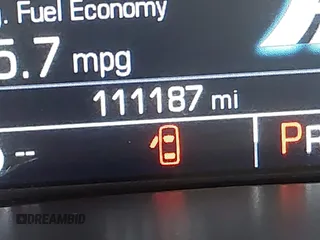 . Fuel Economy
5.7 mpg
111187 mi
--
P
DREAMBID